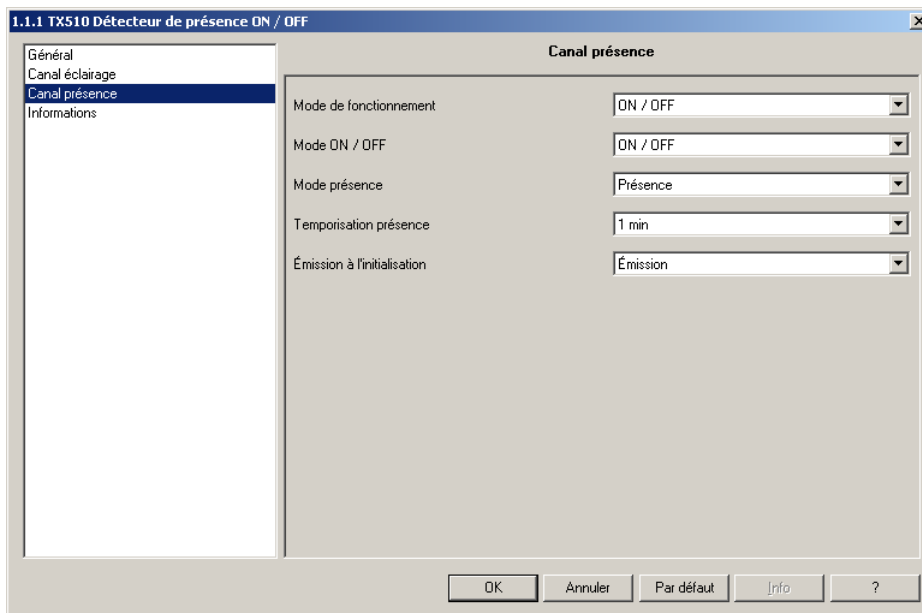 1.1.1 TX510 Détecteur de présence ON / OFF
Général
Canal éclairage
Canal présence
Informations
Canal présence
Mode de fonctionnement ON / OFF
Mode ON / OFF ON / OFF
Mode présence Présence
Temporisation présence 1 min
Émission à l'initialisation Émission
OK Annuler Par défaut Info ?